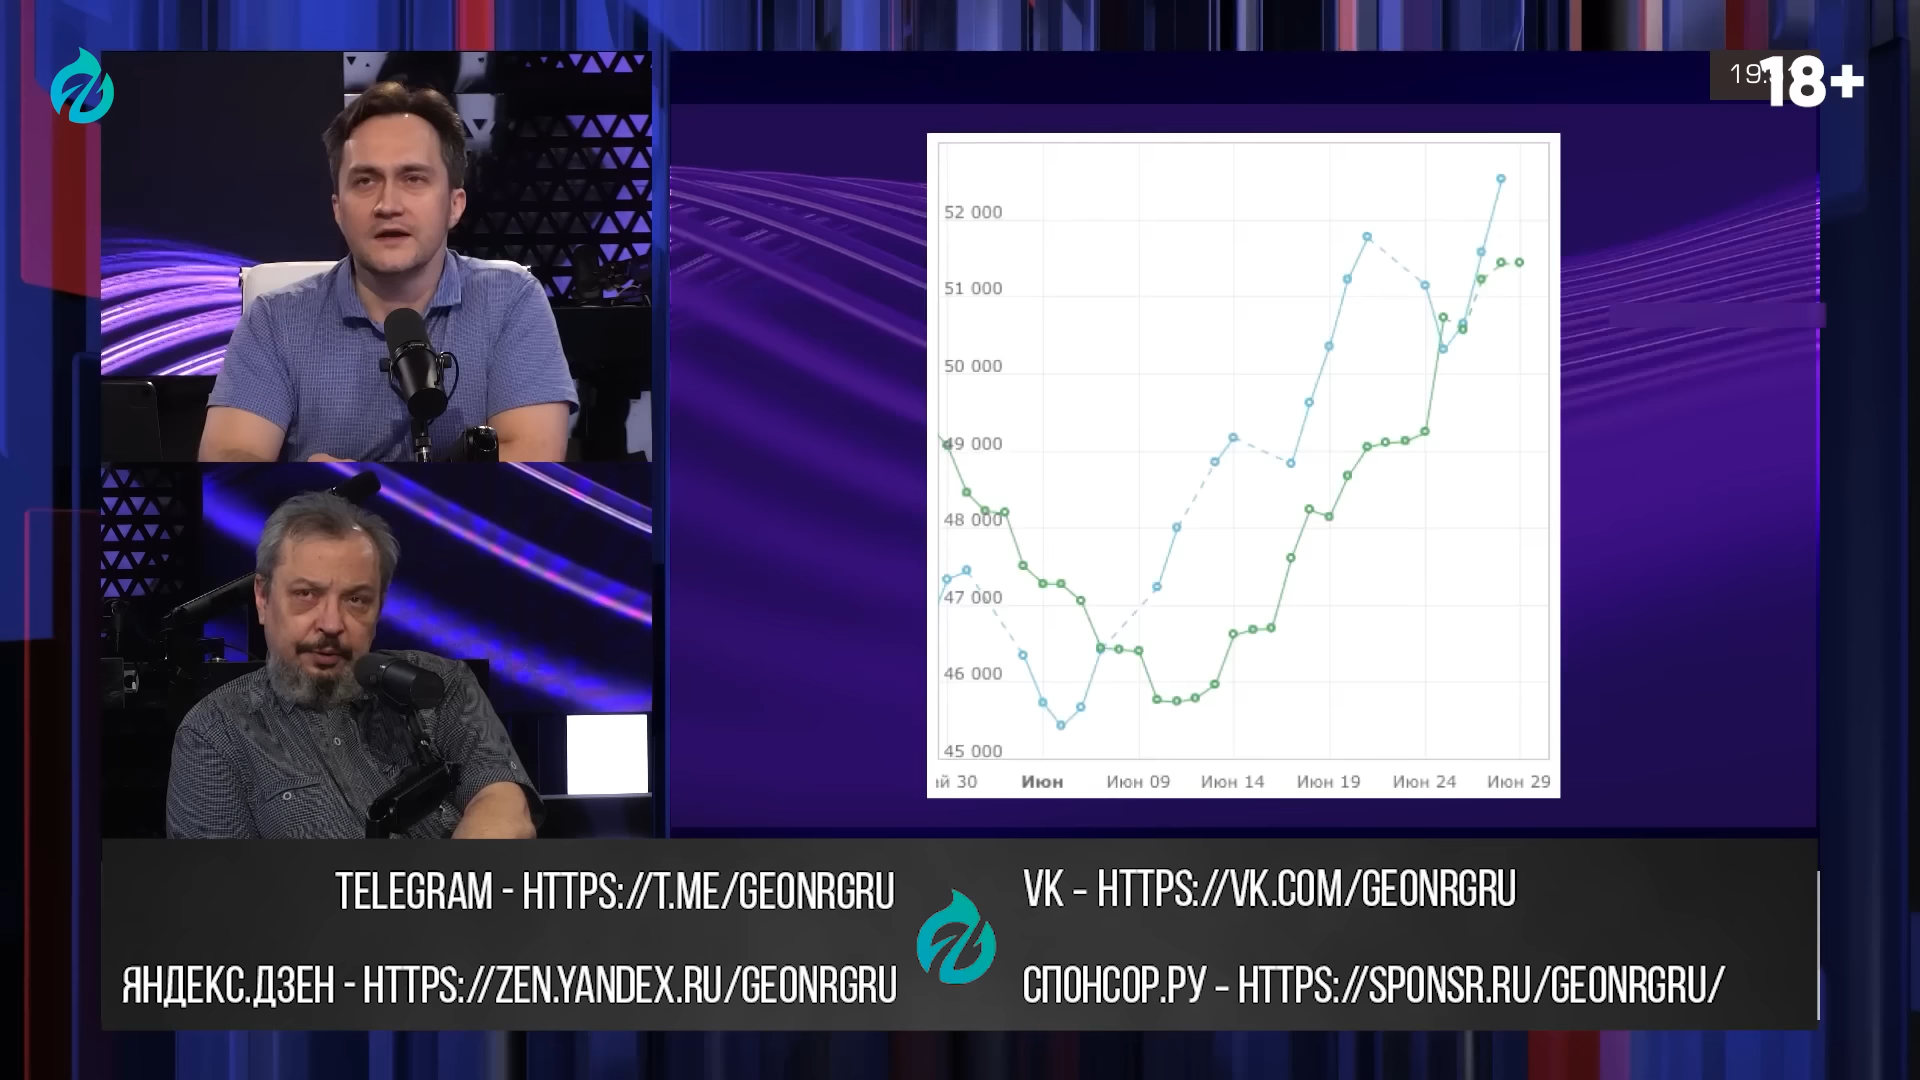 18+
52 000
51 000
50 000
49 000
48 000
47 000
46 000
45 000
Июн
Июн 09
Июн 14
Июн 19
Июн 24
Июн 29
TELEGRAM - HTTPS://T.ME/GEONRGRU
VK - HTTPS://VK.COM/GEONRGRU
ЯНДЕКС.ДЗЕН - HTTPS://ZEN.YANDEX.RU/GEONRGRU
СПОНСОР.РУ - HTTPS://SPONSR.RU/GEONRGRU/